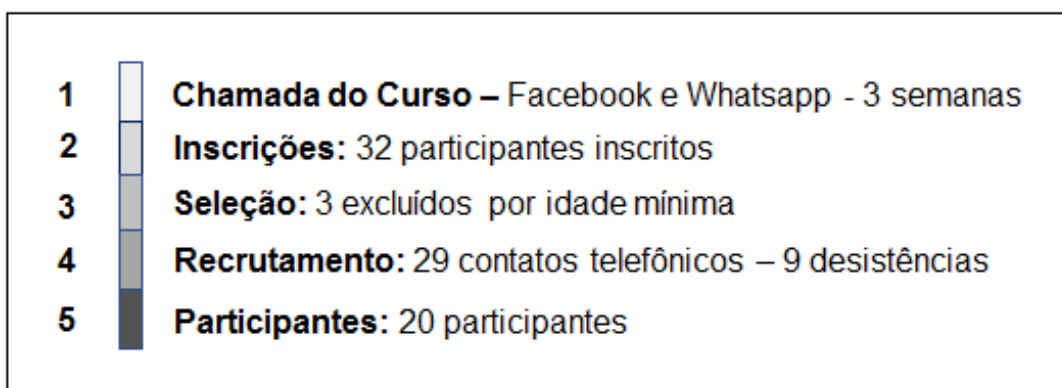 1 Chamada do Curso – Facebook e Whatsapp - 3 semanas
2 Inscrições: 32 participantes inscritos
3 Seleção: 3 excluídos por idade mínima
4 Recrutamento: 29 contatos telefônicos – 9 desistências
5 Participantes: 20 participantes